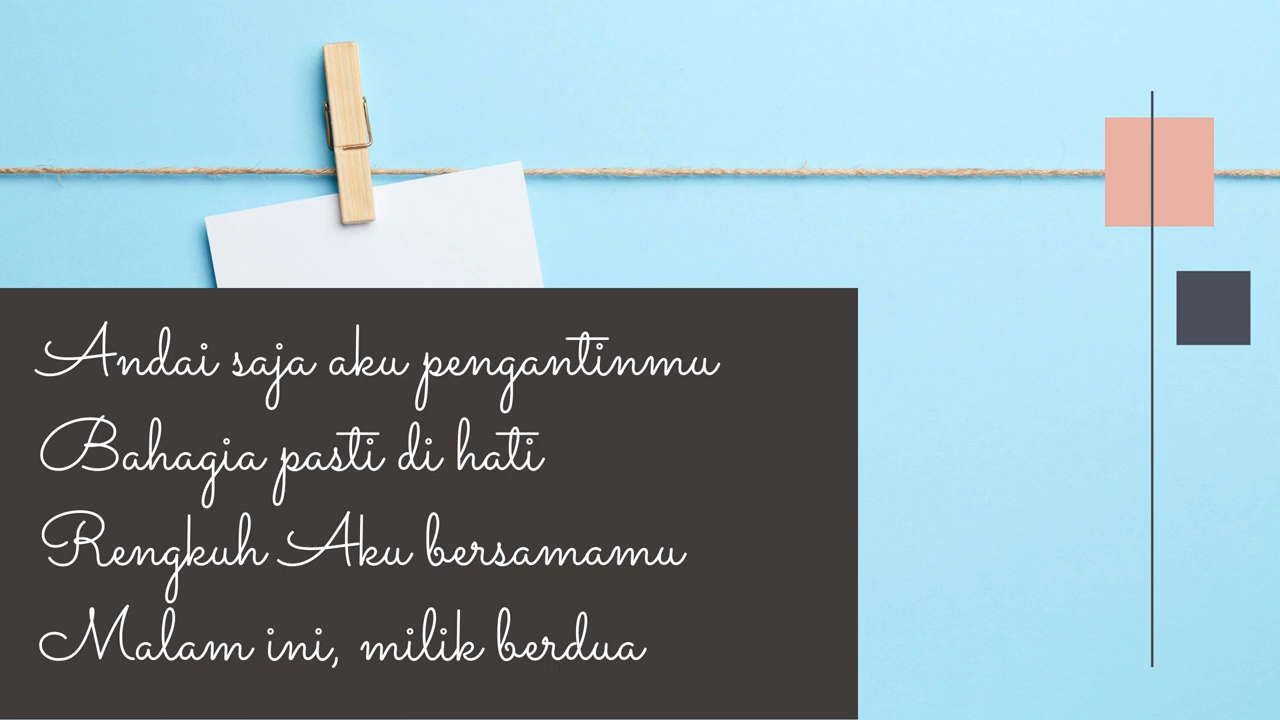 Andai saja aku pengantinmu
Bahagia pasti di hati
Rengkuh Aku bersamamu
Malam ini, milik berdua